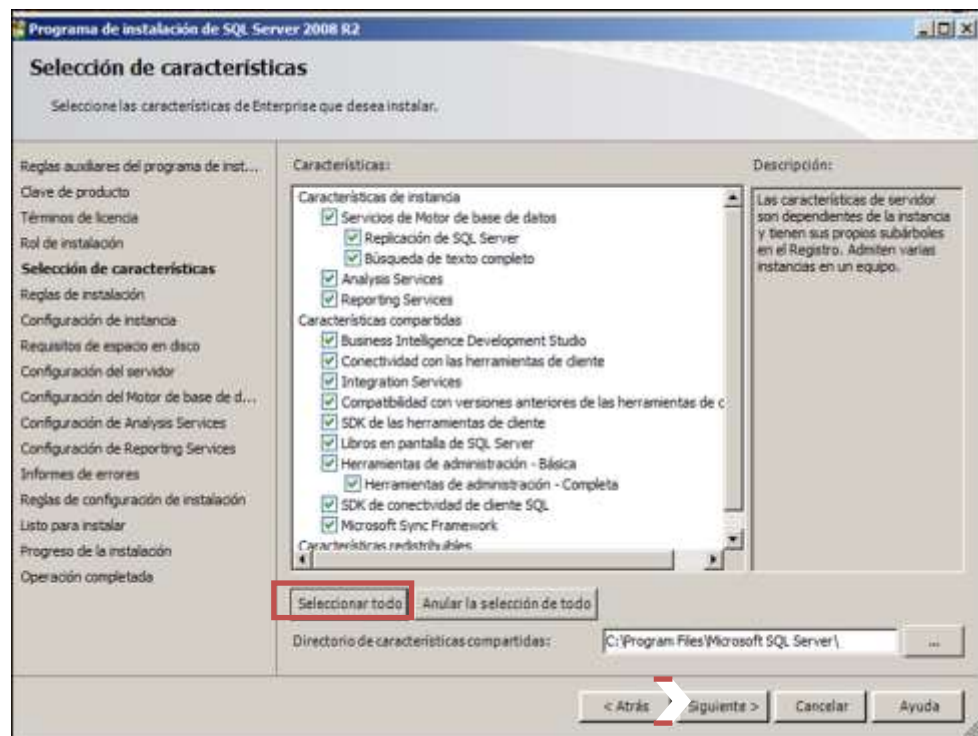 Programa de instalación de SQL Server 2008 R2
Selección de características
Seleccione las características de Enterprise que desea instalar.
Reglas auxiliares del programa de inst...
Clave de producto
Términos de licencia
Rol de instalación
Selección de características
Reglas de instalación
Configuración de instancia
Requisitos de espacio en disco
Configuración del servidor
Configuración del Motor de base de d...
Configuración de Analysis Services
Configuración de Reporting Services
Informes de errores
Reglas de configuración de instalación
Listo para instalar
Progreso de la instalación
Operación completada
Características:
Características de instancia
Servicios de Motor de base de datos
Replicación de SQL Server
Búsqueda de texto completo
Analysis Services
Reporting Services
Características compartidas
Business Intelligence Development Studio
Conectividad con las herramientas de cliente
Integration Services
Compatibilidad con versiones anteriores de las herramientas de c
SDK de las herramientas de cliente
Libros en pantalla de SQL Server
Herramientas de administración - Básica
Herramientas de administración - Completa
SDK de conectividad de cliente SQL
Microsoft Sync Framework
Características redistribuibles
Descripción:
Las características de servidor
son dependientes de la instancia
y tienen sus propios subárboles
en el Registro. Admiten varias
instancias en un equipo.
Seleccionar todo
Anular la selección de todo
Directorio de características compartidas:
C:\Program Files\Microsoft SQL Server\
...
< Atrás
Siguiente >
Cancelar
Ayuda